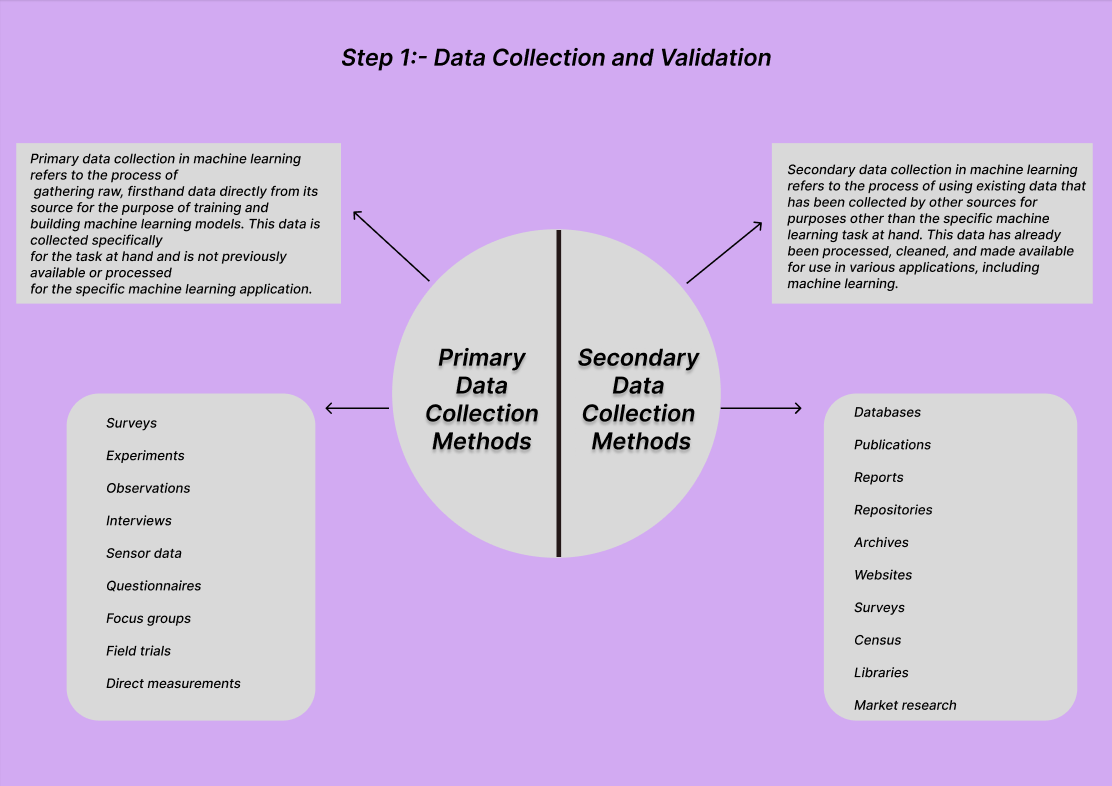 Step 1:- Data Collection and Validation
Primary data collection in machine learning
refers to the process of
gathering raw, firsthand data directly from its
source for the purpose of training and
building machine learning models. This data is
collected specifically
for the task at hand and is not previously
available or processed
for the specific machine learning application.
Secondary data collection in machine learning
refers to the process of using existing data that
has been collected by other sources for
purposes other than the specific machine
learning task at hand. This data has already
been processed, cleaned, and made available
for use in various applications, including
machine learning.
Primary
Data
Collection
Methods
Secondary
Data
Collection
Methods
Surveys
Experiments
Observations
Interviews
Sensor data
Questionnaires
Focus groups
Field trials
Direct measurements
Databases
Publications
Reports
Repositories
Archives
Websites
Surveys
Census
Libraries
Market research